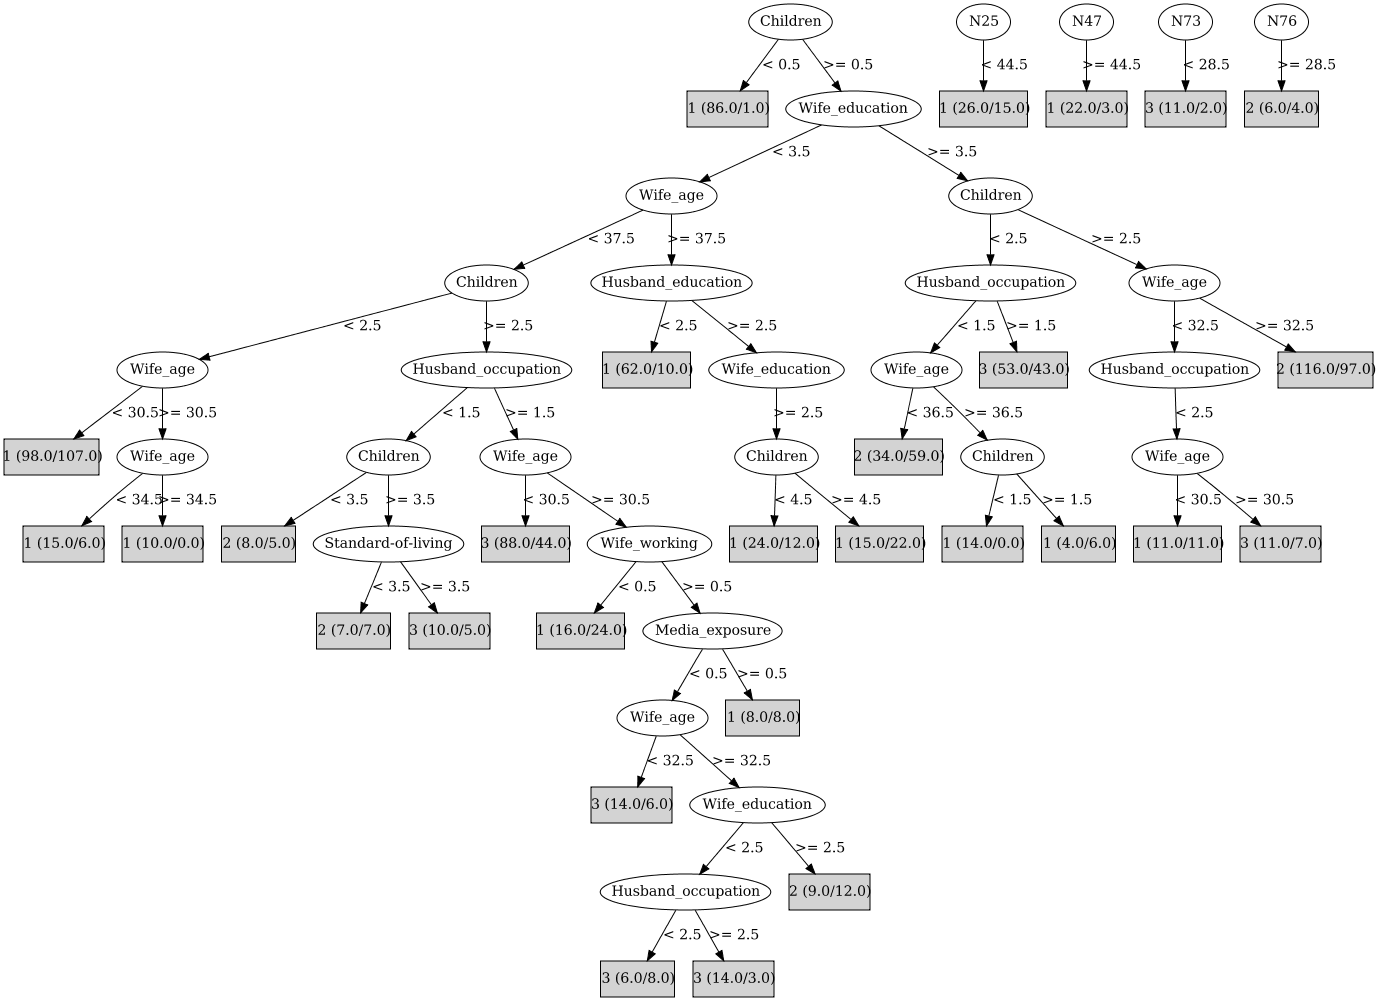 Children
N25
N47
N73
N76
< 0.5
>= 0.5
< 44.5
>= 44.5
< 28.5
>= 28.5
1 (86.0/1.0)
Wife_education
1 (26.0/15.0)
1 (22.0/3.0)
3 (11.0/2.0)
2 (6.0/4.0)
< 3.5
>= 3.5
Wife_age
Children
< 37.5
>= 37.5
< 2.5
>= 2.5
Children
Husband_education
Husband_occupation
Wife_age
< 2.5
>= 2.5
< 2.5
>= 2.5
< 1.5
>= 1.5
< 32.5
>= 32.5
Wife_age
Husband_occupation
1 (62.0/10.0)
Wife_education
Wife_age
3 (53.0/43.0)
Husband_occupation
2 (116.0/97.0)
< 30.5
>= 30.5
< 1.5
>= 1.5
>= 2.5
< 36.5
>= 36.5
< 2.5
1 (98.0/107.0)
Wife_age
Children
Wife_age
Children
2 (34.0/59.0)
Children
Wife_age
< 34.5
>= 34.5
< 3.5
>= 3.5
< 30.5
>= 30.5
< 4.5
>= 4.5
< 1.5
>= 1.5
< 30.5
>= 30.5
1 (15.0/6.0)
1 (10.0/0.0)
2 (8.0/5.0)
Standard-of-living
3 (88.0/44.0)
Wife_working
1 (24.0/12.0)
1 (15.0/22.0)
1 (14.0/0.0)
1 (4.0/6.0)
1 (11.0/11.0)
3 (11.0/7.0)
< 3.5
>= 3.5
< 0.5
>= 0.5
2 (7.0/7.0)
3 (10.0/5.0)
1 (16.0/24.0)
Media_exposure
< 0.5
>= 0.5
Wife_age
1 (8.0/8.0)
< 32.5
>= 32.5
3 (14.0/6.0)
Wife_education
< 2.5
>= 2.5
Husband_occupation
2 (9.0/12.0)
< 2.5
>= 2.5
3 (6.0/8.0)
3 (14.0/3.0)